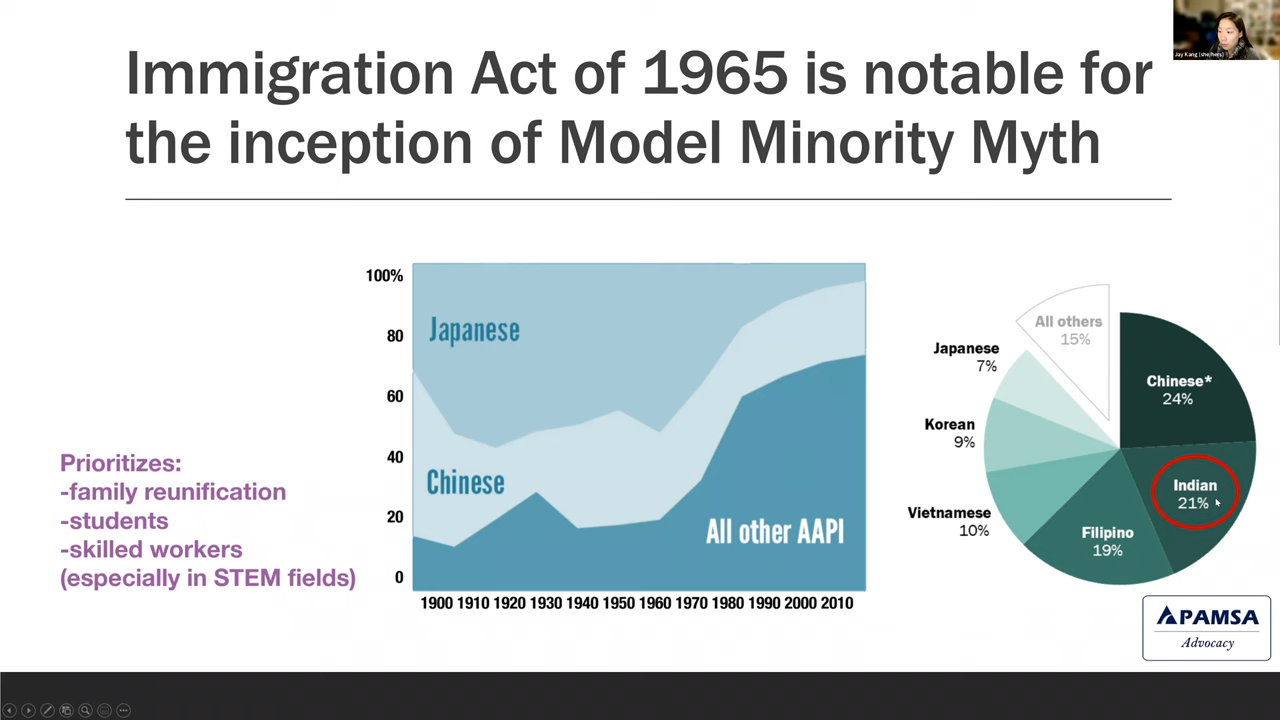 Immigration Act of 1965 is notable for
the inception of Model Minority Myth
Jay Kang (she/hers)
Prioritizes:
-family reunification
-students
-skilled workers
(especially in STEM fields)
100%
80
60
40
20
0
Japanese
Chinese
All other AAPI
1900 1910 1920 1930 1940 1950 1960 1970 1980 1990 2000 2010
All others
15%
Japanese
7%
Korean
9%
Vietnamese
10%
Filipino
19%
Indian
21%
Chinese*
24%
APAMSA
Advocacy